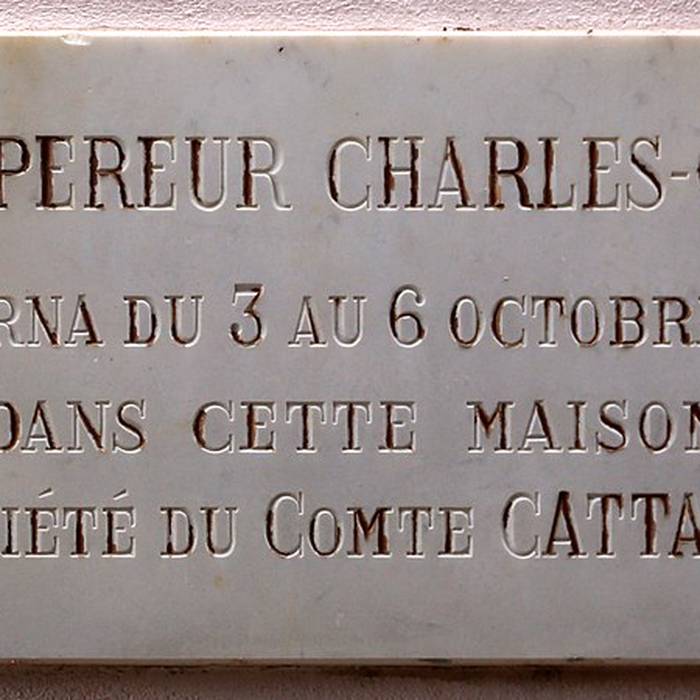 PEREUR CHARLES-
RNA DU 3 AU 6 OCTOBR
DANS CETTE MAISON
IÉTÉ DU COMTE CATTA